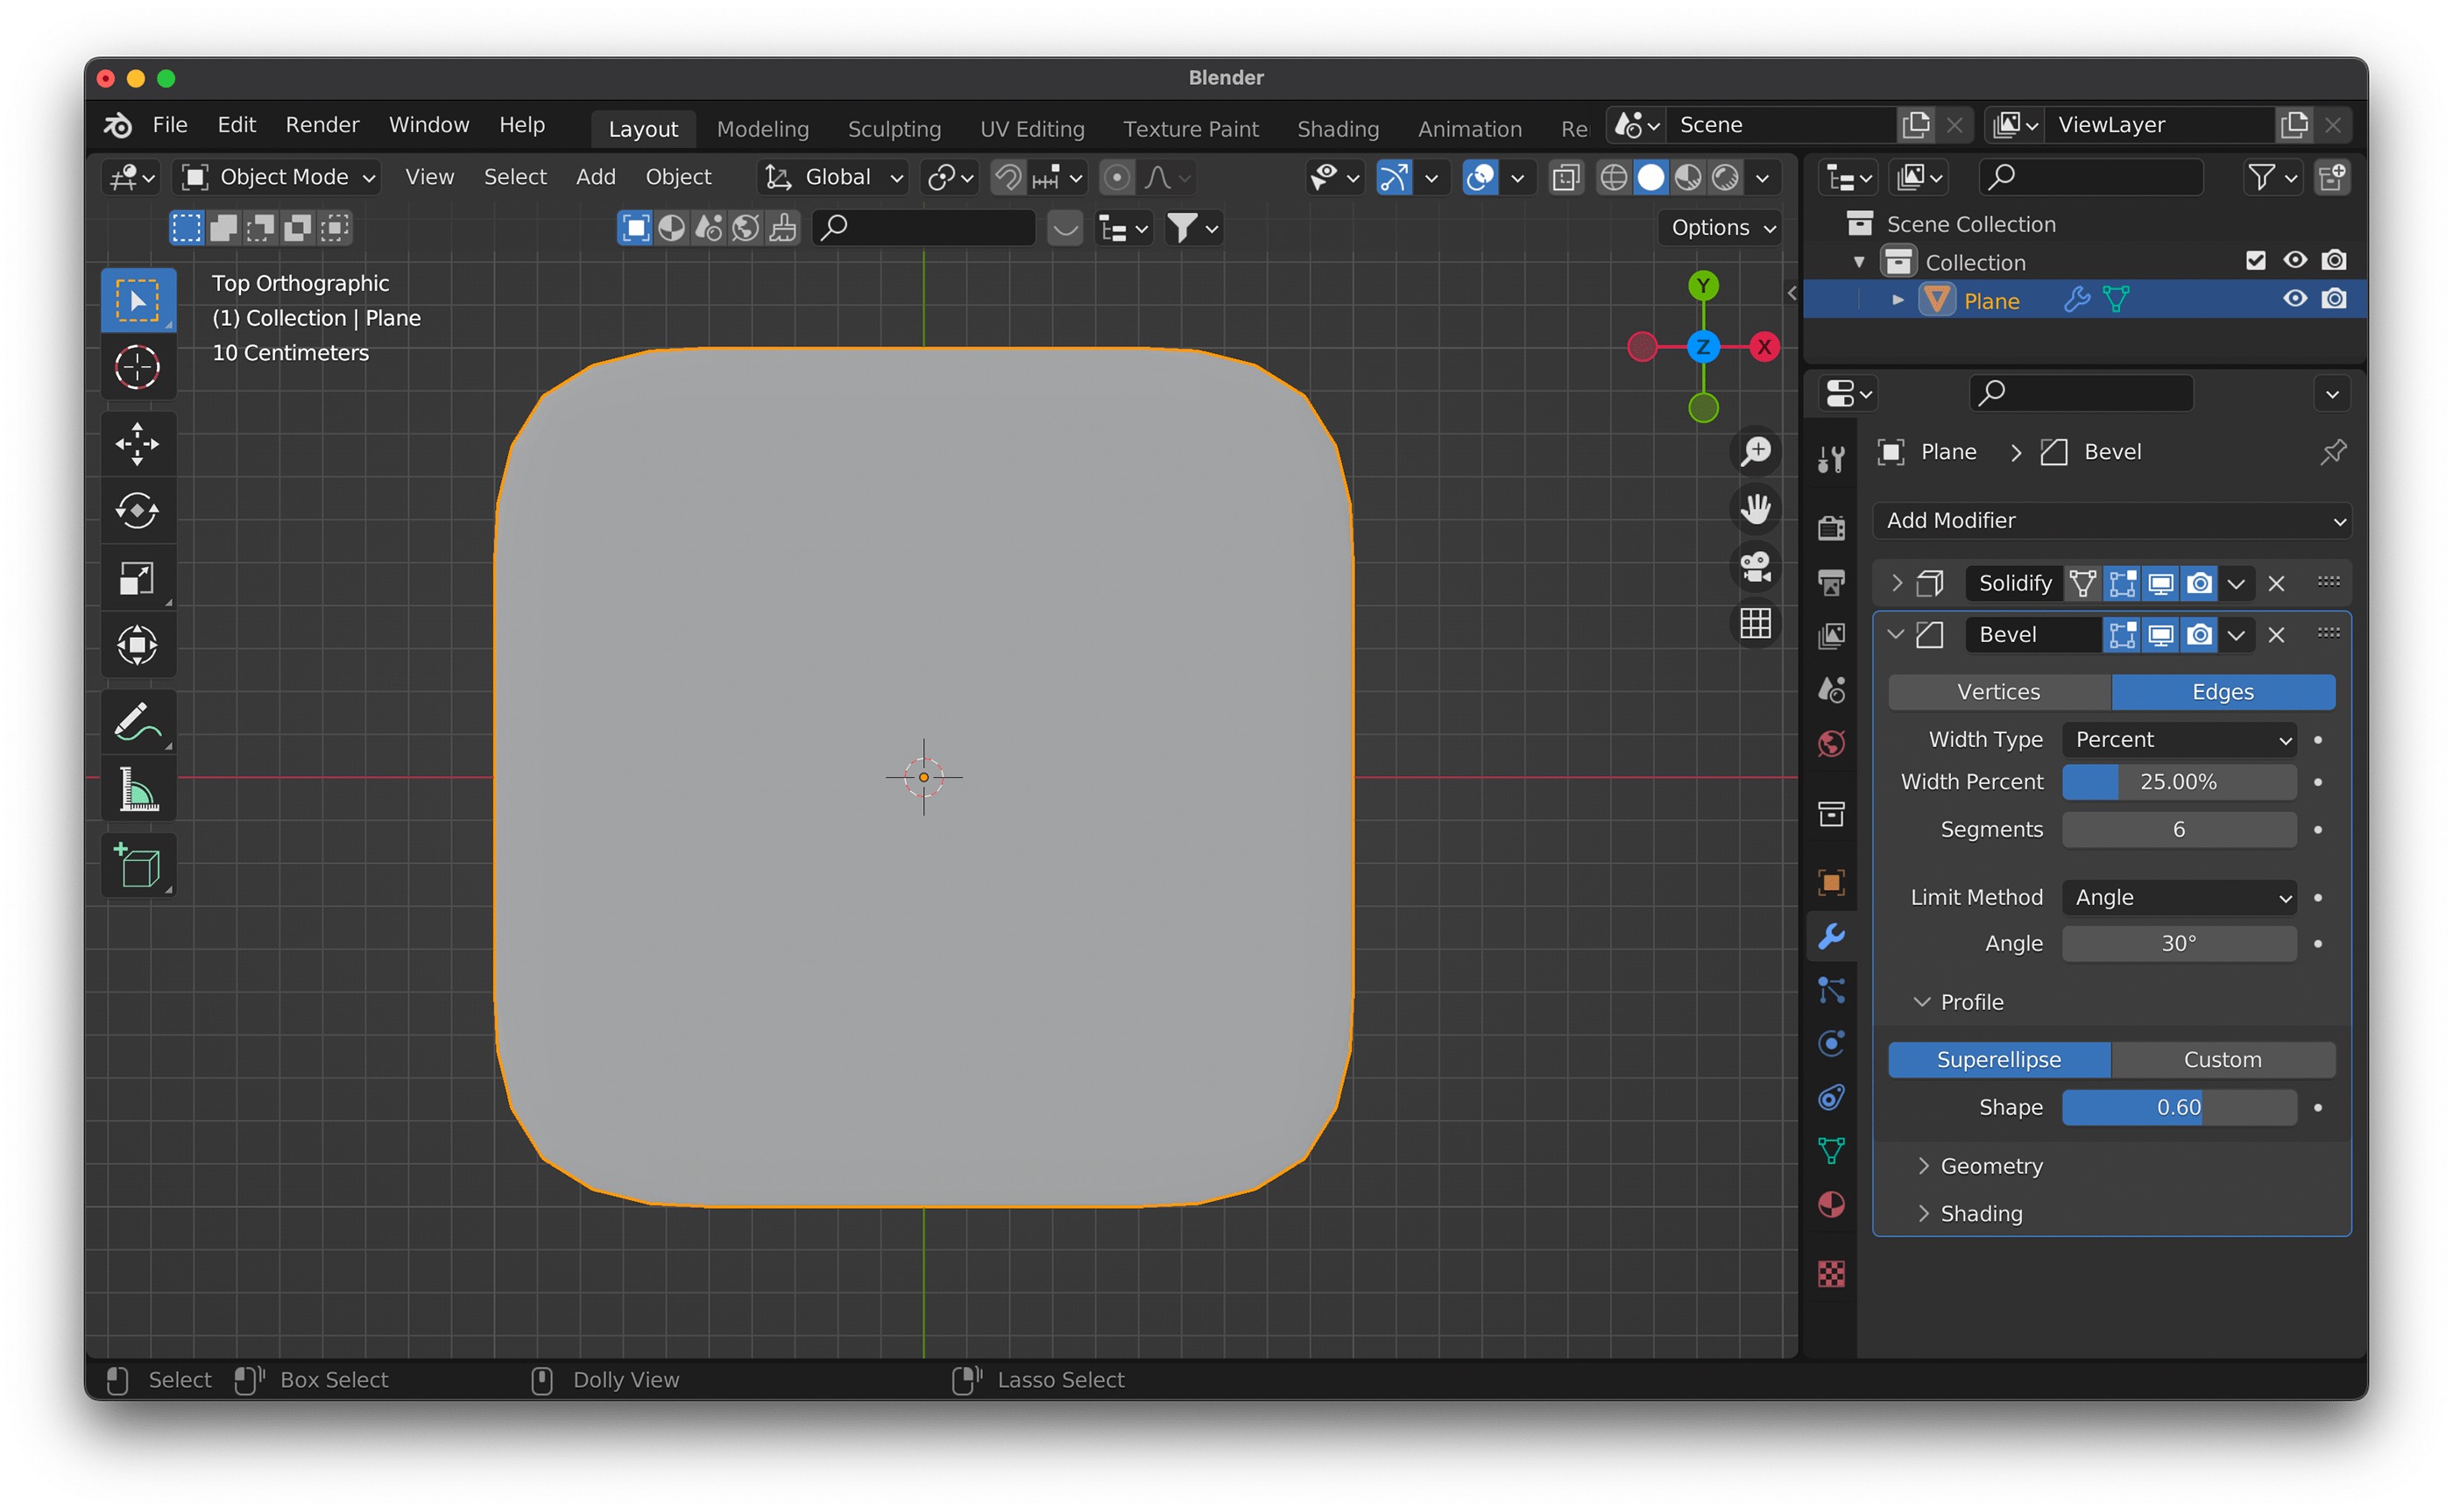 Blender
File Edit Render Window Help Layout Modeling Sculpting UV Editing Texture Paint Shading Animation Re Scene ViewLayer
Object Mode View Select Add Object Global
Options
Top Orthographic
(1) Collection | Plane
10 Centimeters
Y
Z X
Scene Collection
Collection
Plane
Plane > Bevel
Add Modifier
Solidify
Bevel
Vertices Edges
Width Type Percent
Width Percent 25.00%
Segments 6
Limit Method Angle
Angle 30°
Profile
Superellipse Custom
Shape 0.60
Geometry
Shading
Select Box Select Dolly View Lasso Select